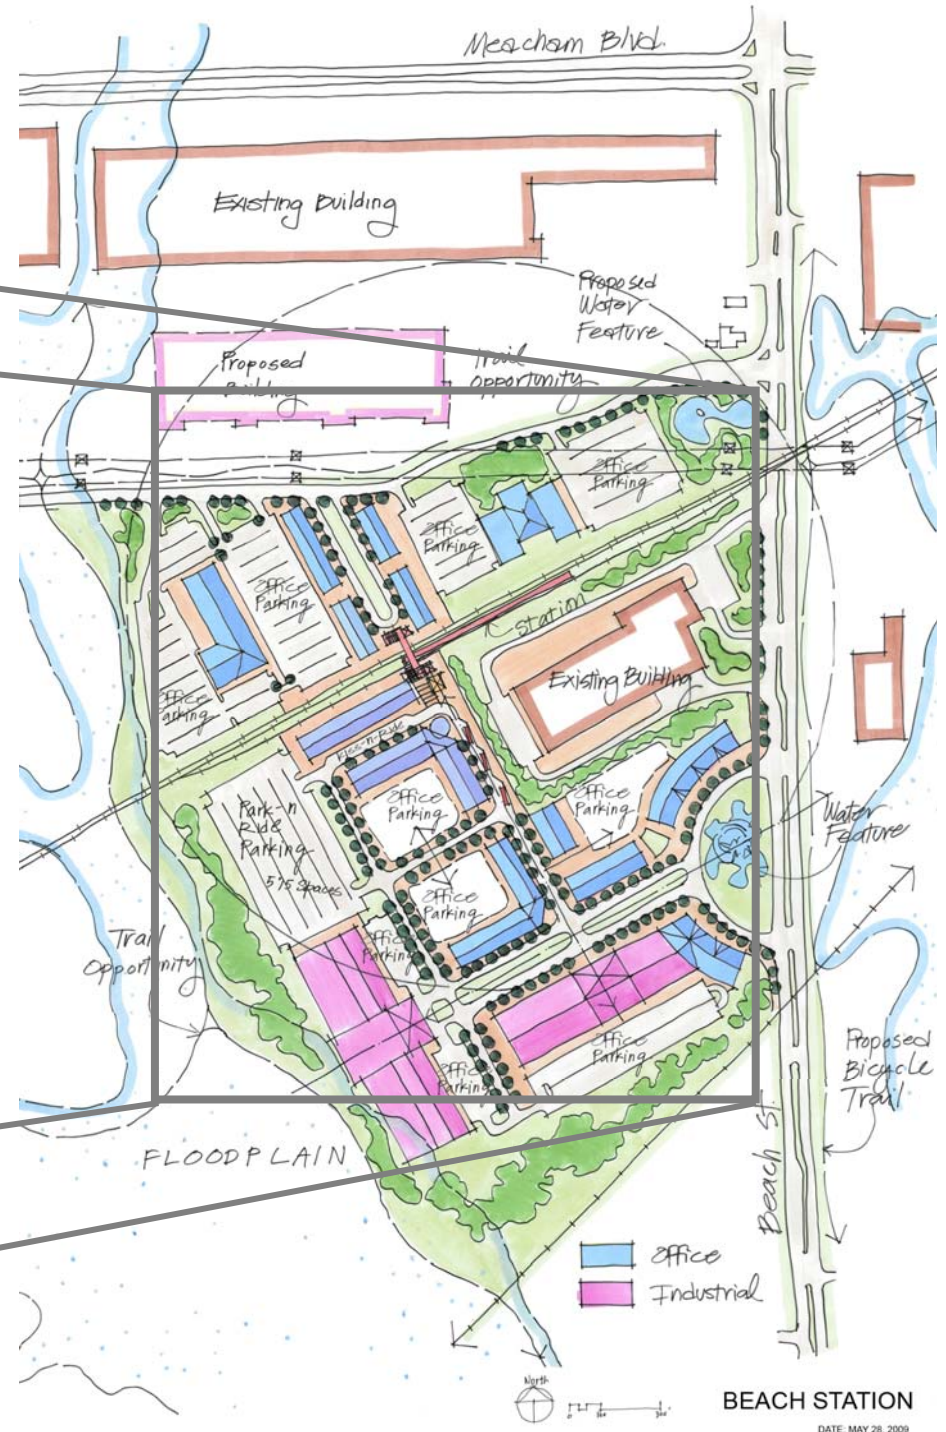 Meacham Blvd.
Existing Building
Proposed
Water
Feature
Proposed
Building
Trail
Opportunity
Office
Parking
Office
Parking
Office
Parking
Station
Existing Building
Office
Parking
Kiss-n-Ride
Office
Parking
Office
Parking
Water
Feature
Park-n
Ride
Parking
575 Spaces
Office
Parking
Office
Parking
Trail
Opportunity
Office
Parking
Office
Parking
Proposed
Bicycle
Trail
FLOODPLAIN
Beach St.
Office
Industrial
North
BEACH STATION
DATE: MAY 28, 2009